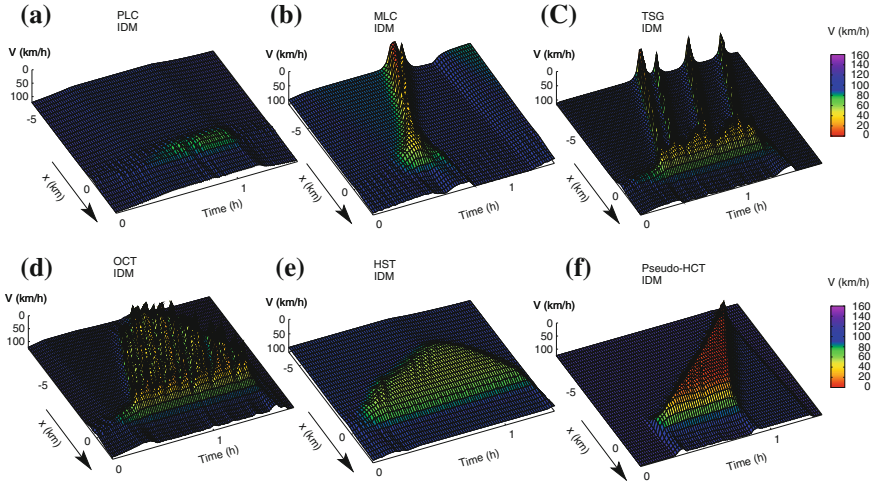 (a)
PLC
IDM
V (km/h)
0
50
100
-5
0
x (km)
0
1
Time (h)
(b)
MLC
IDM
V (km/h)
0
50
100
-5
0
x (km)
0
1
Time (h)
(C)
TSG
IDM
V (km/h)
0
50
100
-5
0
x (km)
0
1
Time (h)
V (km/h)
160
140
120
100
80
60
40
20
0
(d)
OCT
IDM
V (km/h)
0
50
100
-5
0
x (km)
0
1
Time (h)
(e)
HST
IDM
V (km/h)
0
50
100
-5
0
x (km)
0
1
Time (h)
(f)
Pseudo-HCT
IDM
V (km/h)
0
50
100
-5
0
x (km)
0
1
Time (h)
V (km/h)
160
140
120
100
80
60
40
20
0